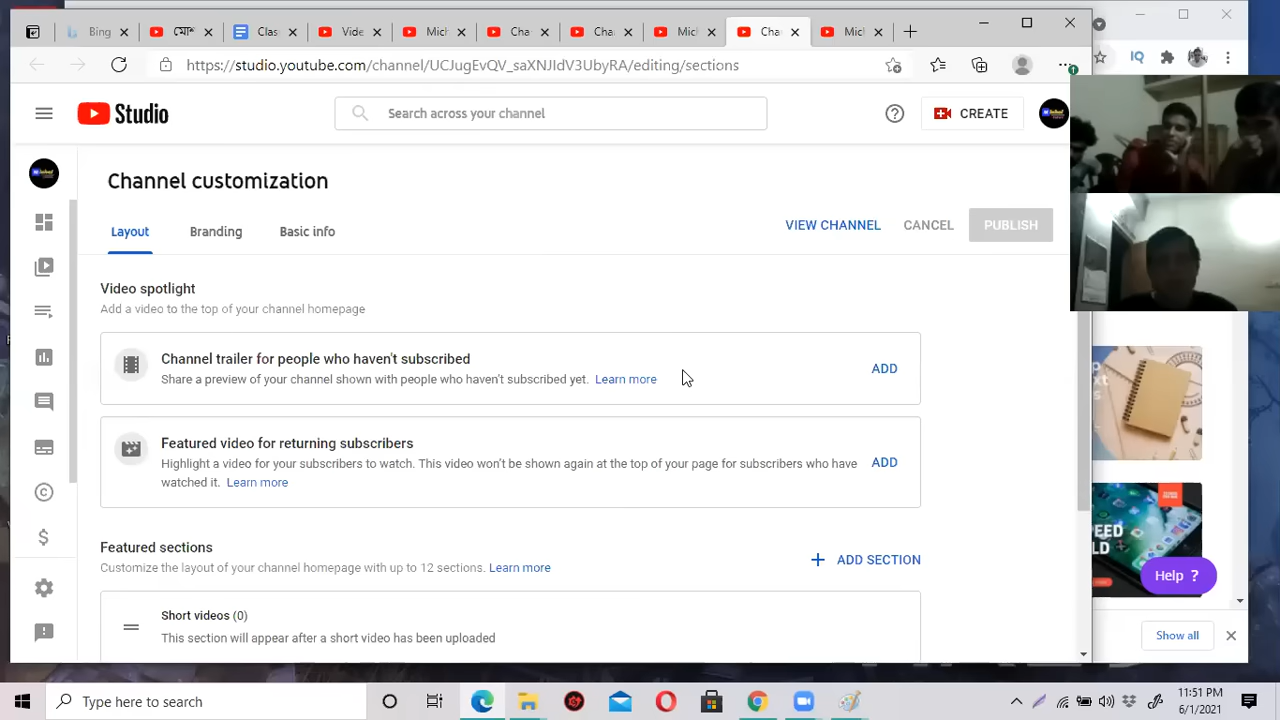 Bing
মোৰ্
Clas
Vide
Micl
Cha
Cha
Micl
Cha
Micl
https://studio.youtube.com/channel/UCJugEvQV_saXNJIdV3UbyRA/editing/sections
IQ
Studio
Search across your channel
CREATE
Channel customization
Layout
Branding
Basic info
VIEW CHANNEL
CANCEL
PUBLISH
Video spotlight
Add a video to the top of your channel homepage
Channel trailer for people who haven't subscribed
Share a preview of your channel shown with people who haven't subscribed yet. Learn more
ADD
Featured video for returning subscribers
Highlight a video for your subscribers to watch. This video won't be shown again at the top of your page for subscribers who have
watched it. Learn more
ADD
Featured sections
Customize the layout of your channel homepage with up to 12 sections. Learn more
ADD SECTION
Short videos (0)
This section will appear after a short video has been uploaded
Help ?
Show all
Type here to search
11:51 PM
6/1/2021